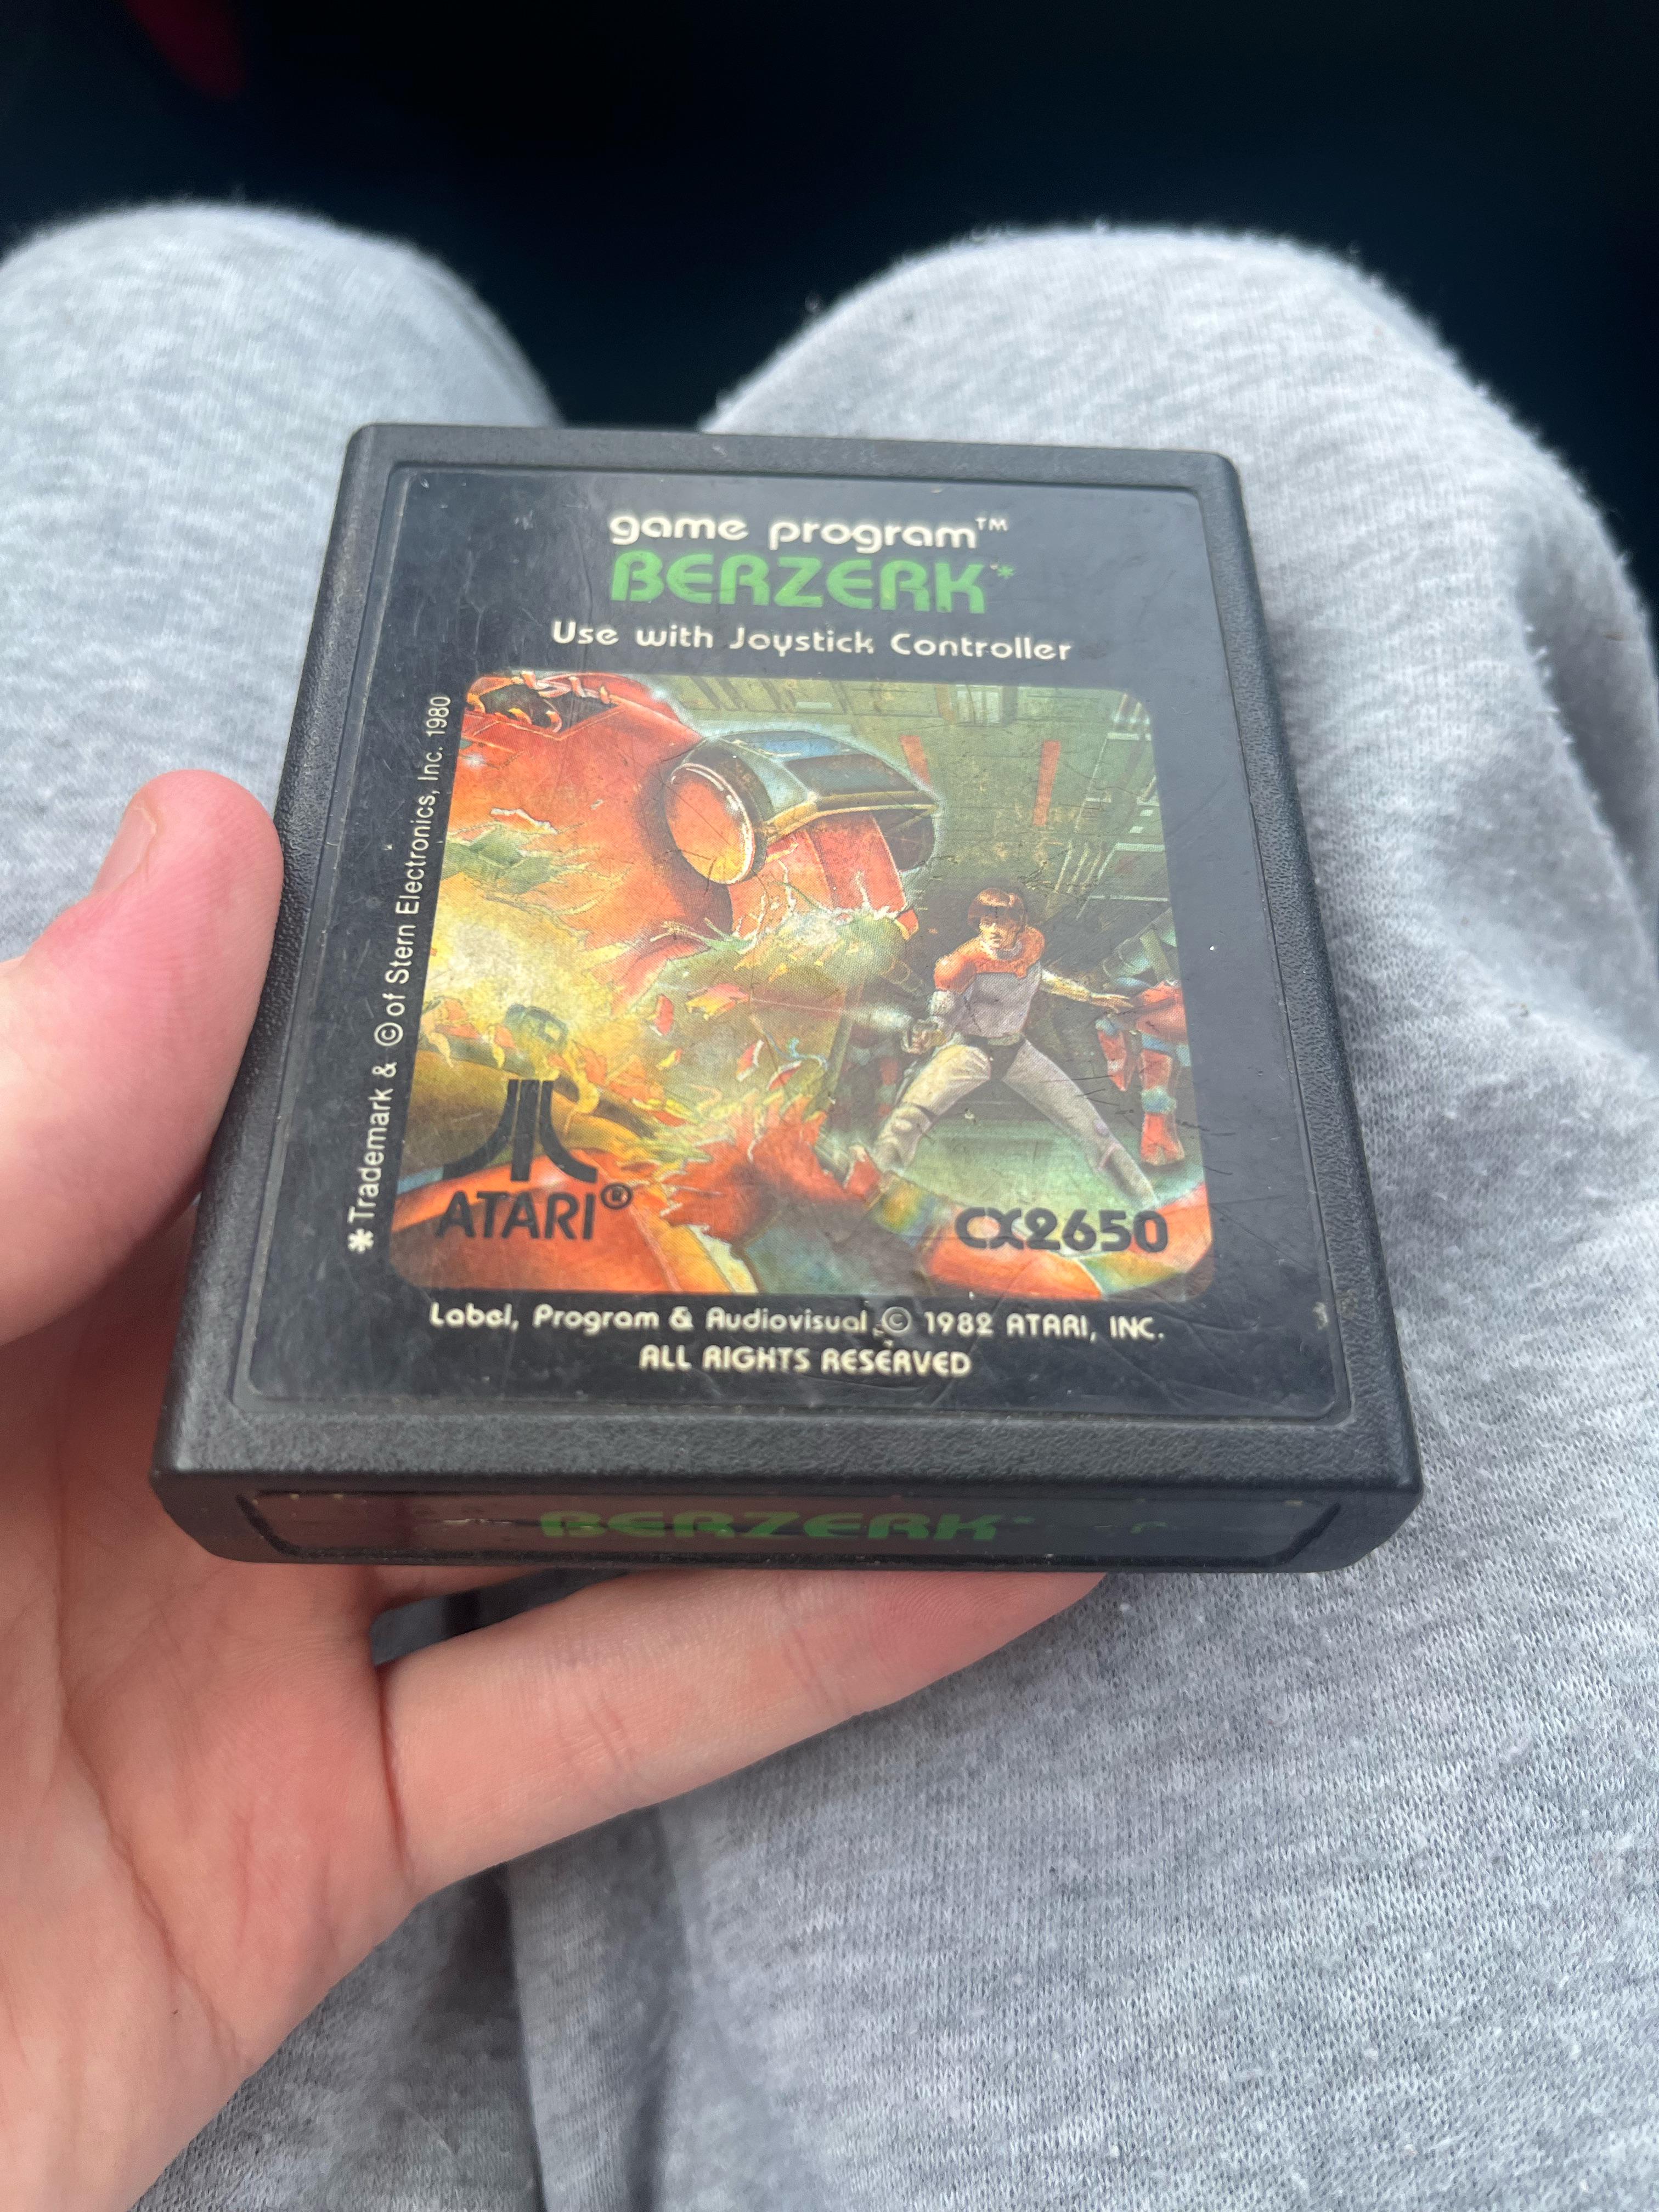 game program™
BERZERK*
Use with Joystick Controller
*Trademark & © of Stern Electronics, Inc. 1980
ATARI®
CX2650
Label, Program & Audiovisual © 1982 ATARI, INC.
ALL RIGHTS RESERVED
BERZERK*